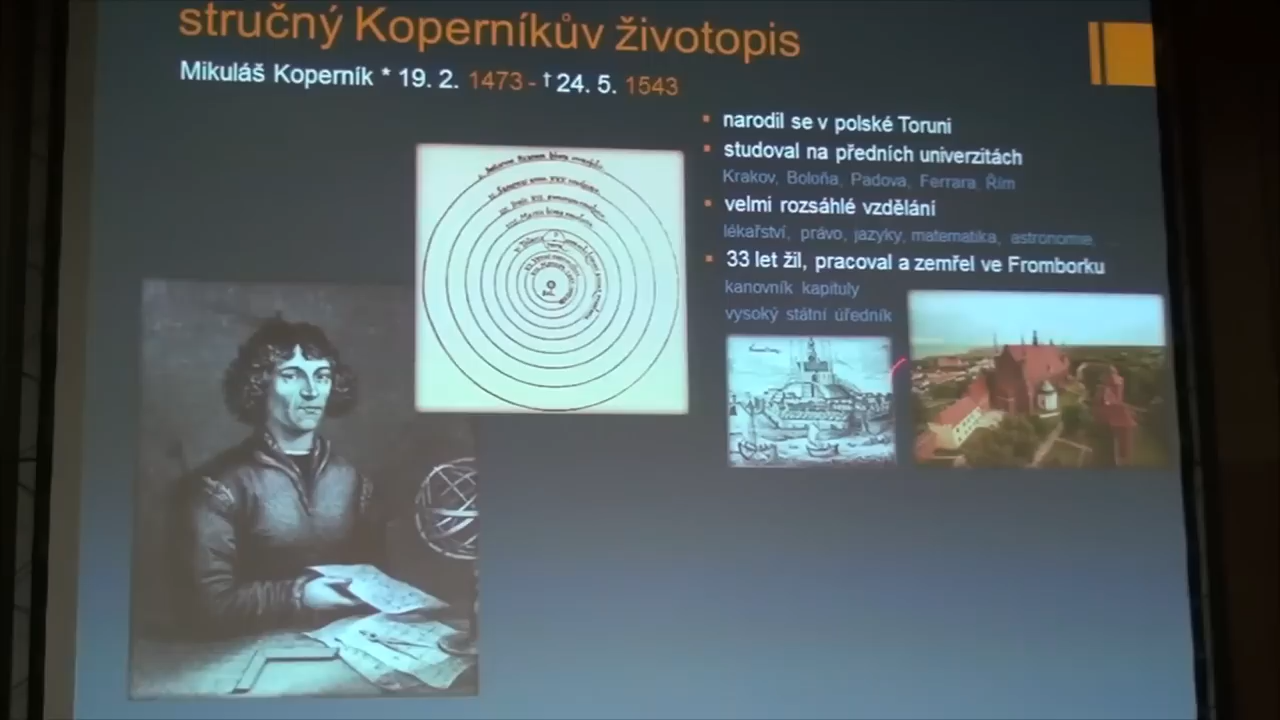 stručný Koperníkův životopis
Mikuláš Koperník * 19. 2. 1473 - † 24. 5. 1543
narodil se v polské Toruni
studoval na předních univerzitách
Krakov, Boloňa, Padova, Ferrara, Řím
velmi rozsáhlé vzdělání
lékařství, právo, jazyky, matematika, astronomie, ...
33 let žil, pracoval a zemřel ve Fromborku
kanovník kapituly
vysoký státní úředník